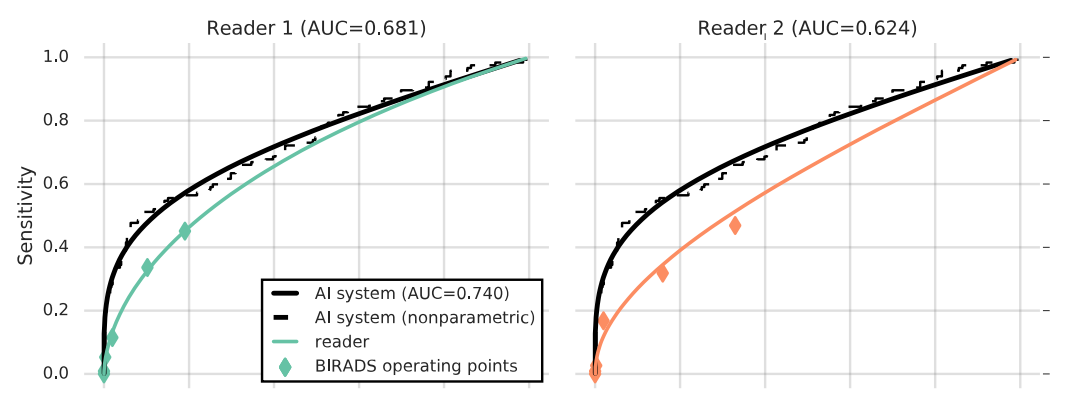 Reader 1 (AUC=0.681)
Reader 2 (AUC=0.624)
1.0
0.8
0.6
0.4
0.2
0.0
Sensitivity
AI system (AUC=0.740)
AI system (nonparametric)
reader
BIRADS operating points